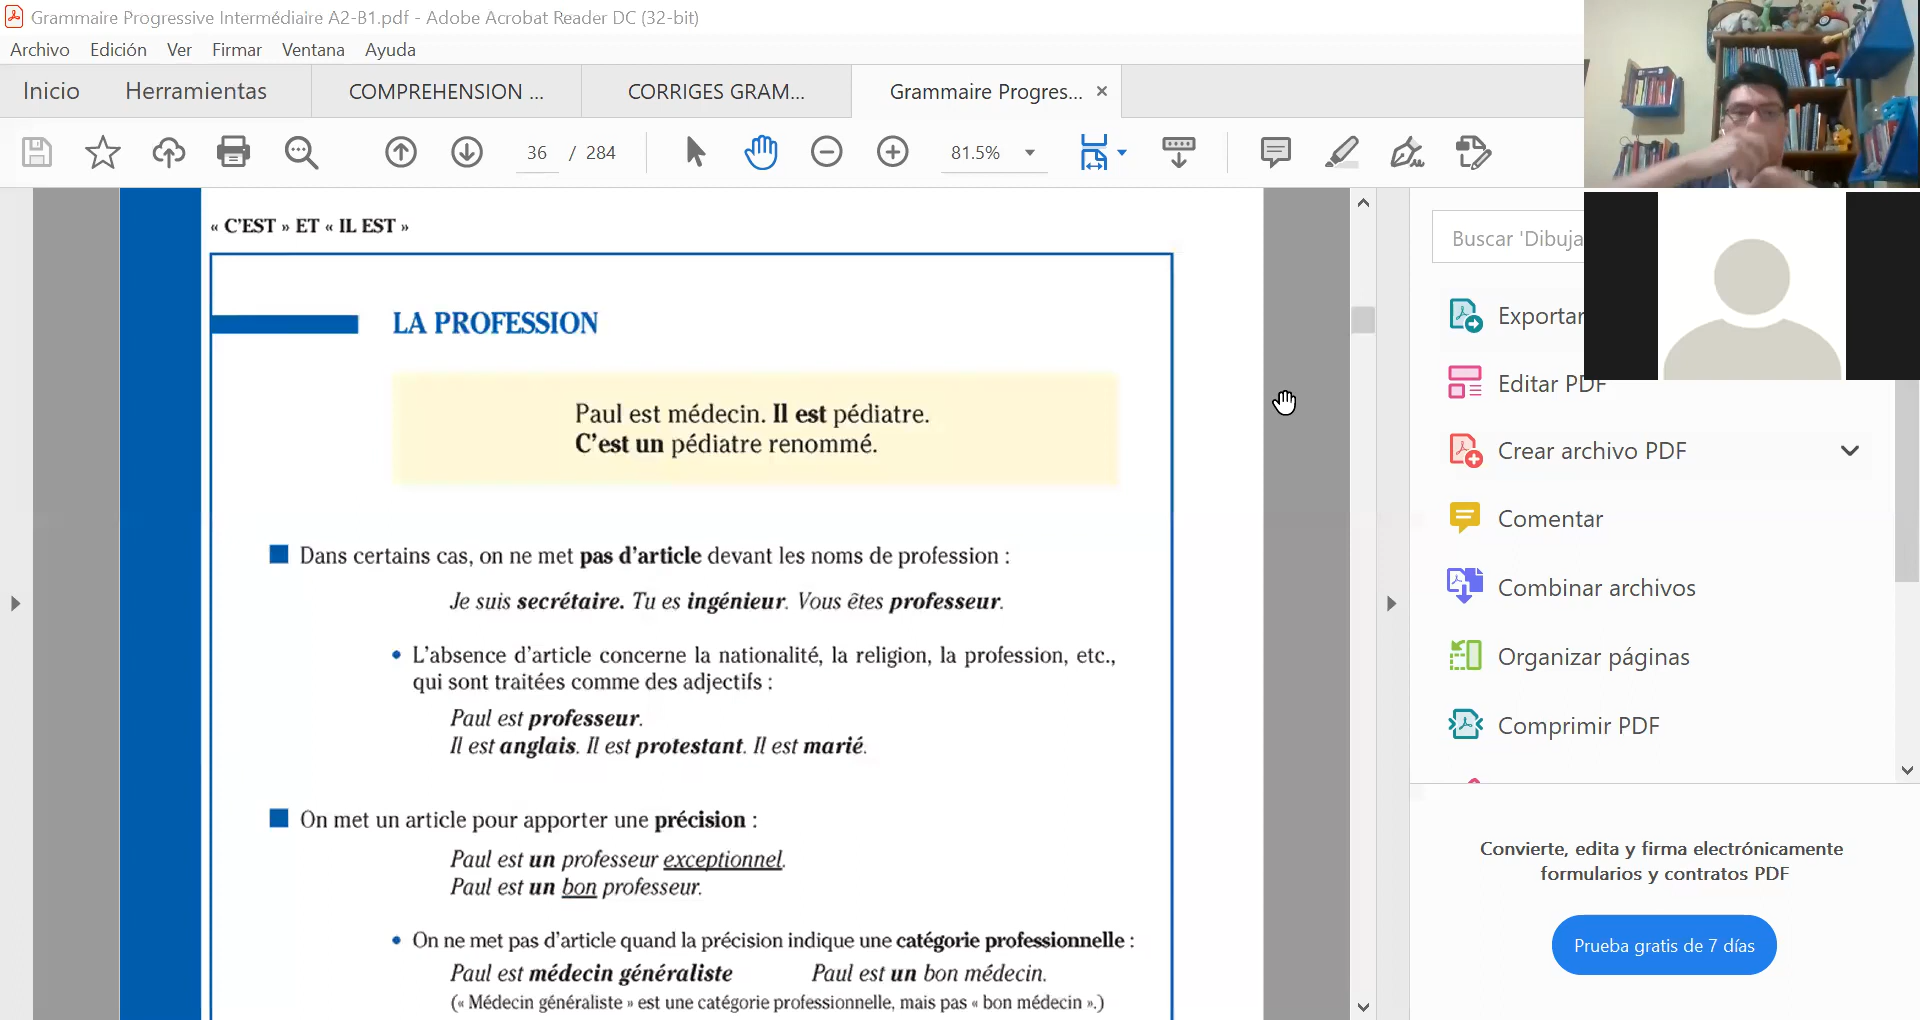 Grammaire Progressive Intermédiaire A2-B1.pdf - Adobe Acrobat Reader DC (32-bit)
Archivo Edición Ver Firmar Ventana Ayuda
Inicio Herramientas COMPREHENSION ... CORRIGES GRAM... Grammaire Progres... ×
36 / 284 81.5%
« C'EST » ET « IL EST »
LA PROFESSION
Paul est médecin. Il est pédiatre.
C'est un pédiatre renommé.
Dans certains cas, on ne met pas d'article devant les noms de profession :
Je suis secrétaire. Tu es ingénieur. Vous êtes professeur.
• L'absence d'article concerne la nationalité, la religion, la profession, etc.,
qui sont traitées comme des adjectifs :
Paul est professeur.
Il est anglais. Il est protestant. Il est marié.
On met un article pour apporter une précision :
Paul est un professeur exceptionnel.
Paul est un bon professeur.
• On ne met pas d'article quand la précision indique une catégorie professionnelle :
Paul est médecin généraliste Paul est un bon médecin.
(« Médecin généraliste » est une catégorie professionnelle, mais pas « bon médecin ».)
Buscar 'Dibuja
Exportar
Editar PDF
Crear archivo PDF
Comentar
Combinar archivos
Organizar páginas
Comprimir PDF
Convierte, edita y firma electrónicamente
formularios y contratos PDF
Prueba gratis de 7 días